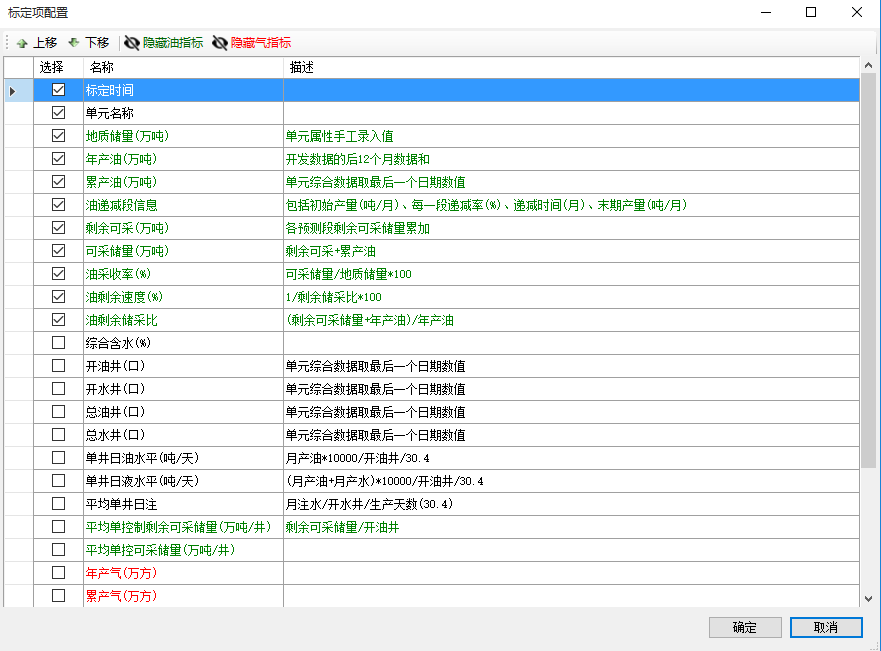 标定项配置
上移 下移 隐藏油指标 隐藏气指标
选择 名称 描述
标定时间
单元名称
地质储量(万吨) 单元属性手工录入值
年产油(万吨) 开发数据的后12个月数据和
累产油(万吨) 单元综合数据取最后一个日期数值
油递减段信息 包括初始产量(吨/月)、每一段递减率(%)、递减时间(月)、末期产量(吨/月)
剩余可采(万吨) 各预测段剩余可采储量累加
可采储量(万吨) 剩余可采+累产油
油采收率(%) 可采储量/地质储量*100
油剩余速度(%) 1/剩余储采比*100
油剩余储采比 (剩余可采储量+年产油)/年产油
综合含水(%)
开油井(口) 单元综合数据取最后一个日期数值
开水井(口) 单元综合数据取最后一个日期数值
总油井(口) 单元综合数据取最后一个日期数值
总水井(口) 单元综合数据取最后一个日期数值
单井日油水平(吨/天) 月产油*10000/开油井/30.4
单井日液水平(吨/天) (月产油+月产水)*10000/开油井/30.4
平均单井日注 月注水/开水井/生产天数(30.4)
平均单控制剩余可采储量(万吨/井) 剩余可采储量/开油井
平均单控可采储量(万吨/井)
年产气(万方)
累产气(万方)
确定 取消